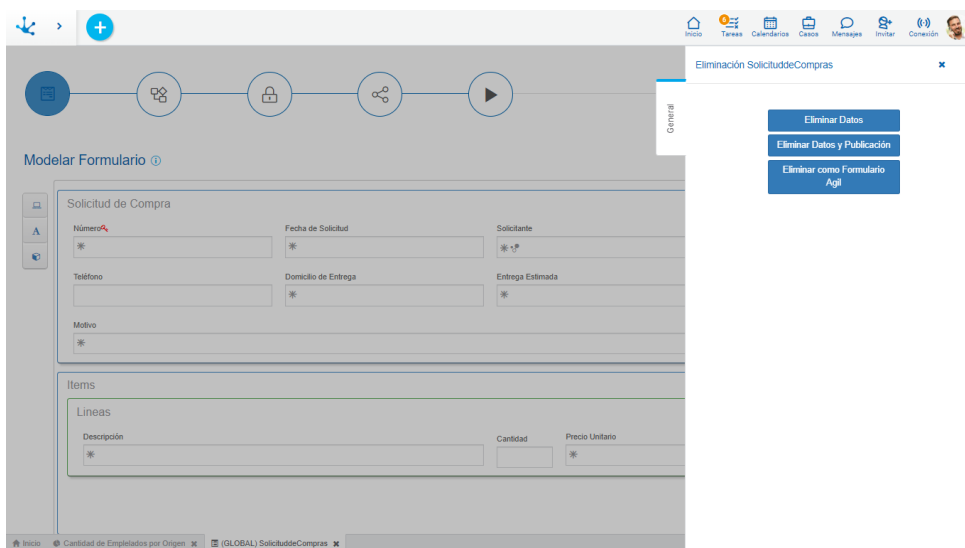 Inicio
6
Tareas
Calendarios
Casos
Mensajes
Invitar
Conexión
Eliminación SolicituddeCompras
General
Eliminar Datos
Eliminar Datos y Publicación
Eliminar como Formulario
Agil
Modelar Formulario
A
Solicitud de Compra
Número
Fecha de Solicitud
Solicitante
Teléfono
Domicilio de Entrega
Entrega Estimada
Motivo
Items
Lineas
Descripción
Cantidad
Precio Unitario
Inicio
Cantidad de Emplelados por Origen
(GLOBAL) SolicituddeCompras